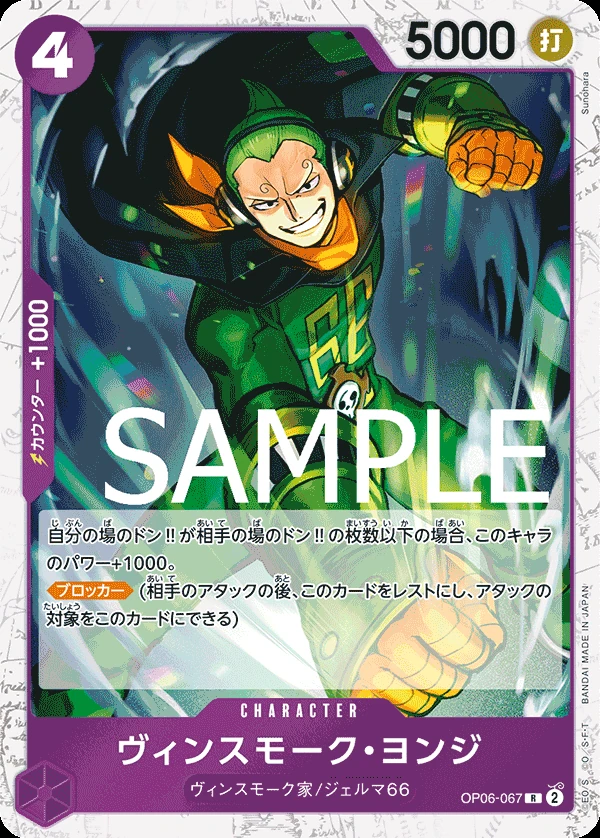 4
5000
打
Sunohara
カウンター +1000
66
SAMPLE
自分の場のドン!!が相手の場のドン!!の枚数以下の場合、このキャラ
のパワー+1000。
ブロッカー (相手のアタックの後、このカードをレストにし、アタックの
対象をこのカードにできる)
BANDAI MADE IN JAPAN
©E.O.S. ©O, S・F,T
CHARACTER
ヴィンスモーク・ヨンジ
ヴィンスモーク家/ジェルマ66
OP06-067 R 2